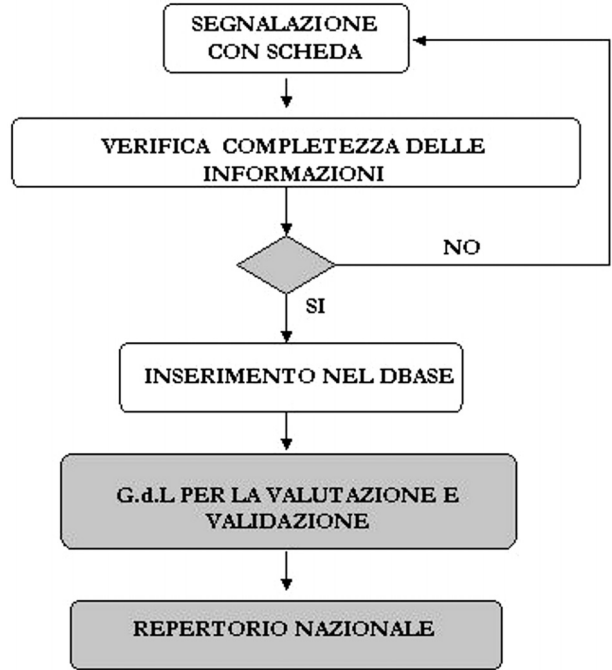 SEGNALAZIONE
CON SCHEDA
VERIFICA COMPLETEZZA DELLE
INFORMAZIONI
NO
SI
INSERIMENTO NEL DBASE
G.d.L PER LA VALUTAZIONE E
VALIDAZIONE
REPERTORIO NAZIONALE